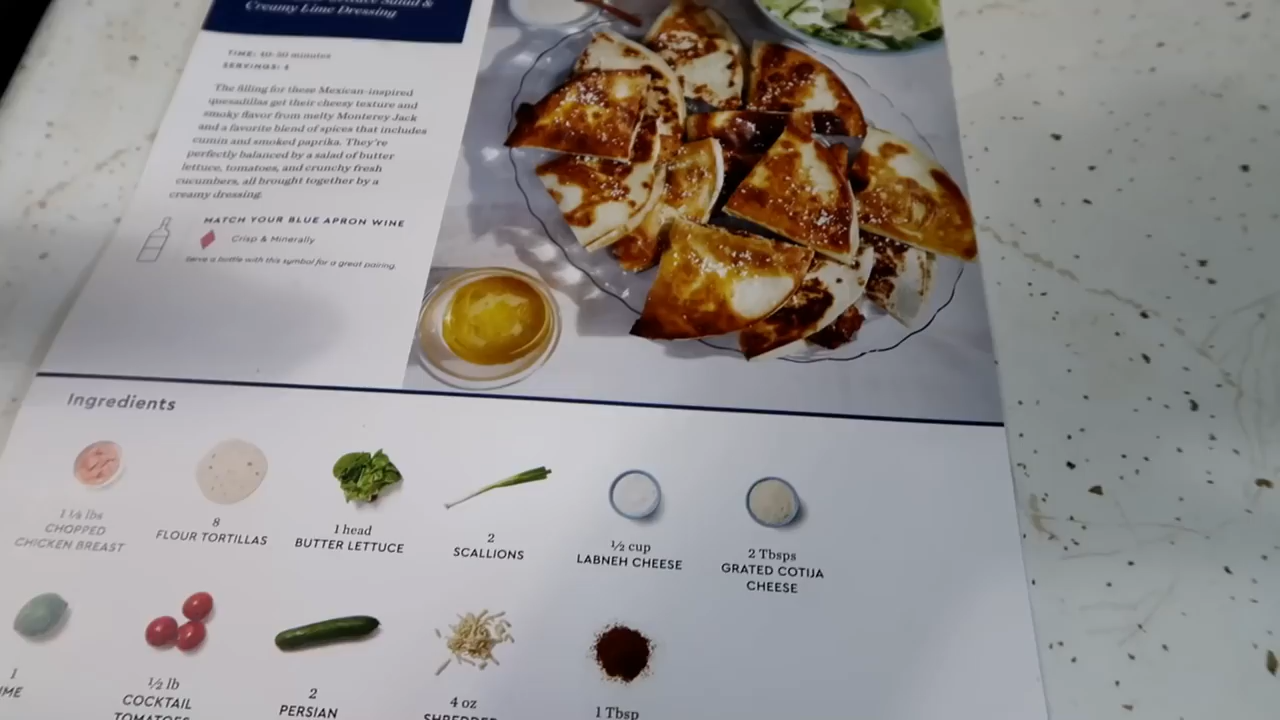 Creamy Lime Dressing
TIME: 40-50 minutes
SERVINGS: 4
The filling for these Mexican-inspired
quesadillas get their cheesy texture and
smoky flavor from melty Monterey Jack
and a favorite blend of spices that includes
cumin and smoked paprika. They're
perfectly balanced by a salad of butter
lettuce, tomatoes, and crunchy fresh
cucumbers, all brought together by a
creamy dressing.
MATCH YOUR BLUE APRON WINE
Crisp & Minerally
Serve a bottle with this symbol for a great pairing.
Ingredients
1 1/8 lbs
CHOPPED
CHICKEN BREAST
8
FLOUR TORTILLAS
1 head
BUTTER LETTUCE
2
SCALLIONS
1/2 cup
LABNEH CHEESE
2 Tbsps
GRATED COTIJA
CHEESE
1
IME
1/2 lb
COCKTAIL
TOMATOES
2
PERSIAN
4 oz
SHREDDED
1 Tbsp